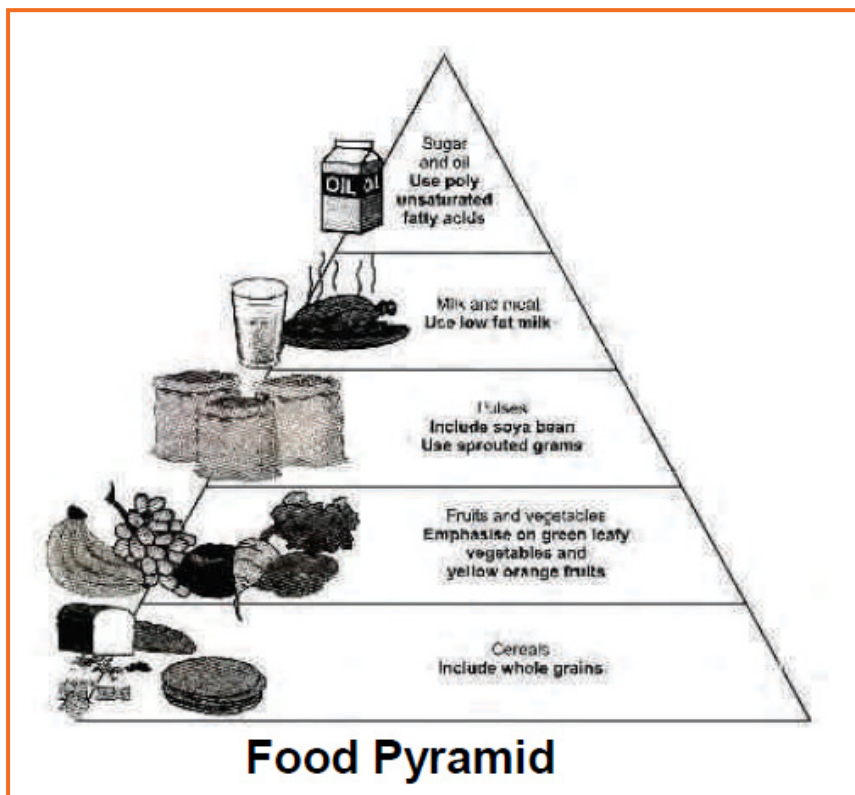 Sugar
and oil
Use poly
unsaturated
fatty acids
OIL OIL
Milk and meat
Use low fat milk
Pulses
Include soya bean
Use sprouted grams
Fruits and vegetables
Emphasise on green leafy
vegetables and
yellow orange fruits
Cereals
Include whole grains
Food Pyramid